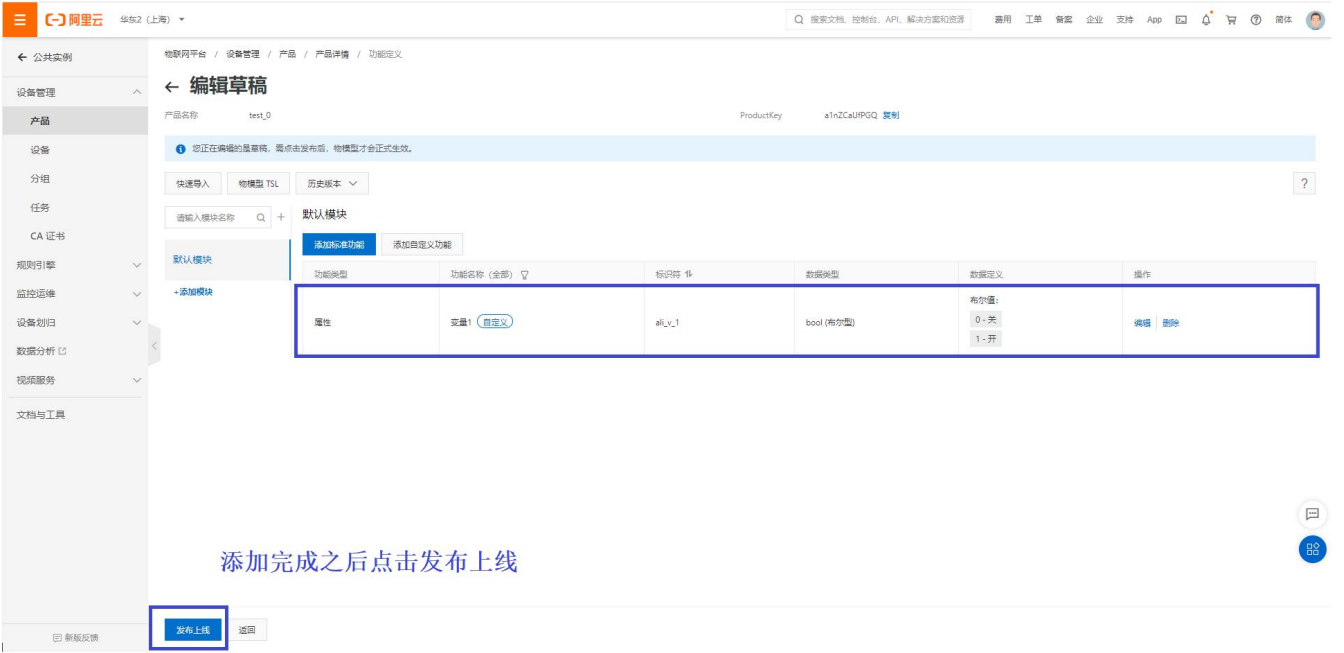 阿里云 华东2（上海） 搜索文档、控制台、API、解决方案和资源 费用 工单 备案 企业 支持 App 简体
公共实例
物联网平台 / 设备管理 / 产品 / 产品详情 / 功能定义
编辑草稿
设备管理
产品
设备
分组
任务
CA 证书
规则引擎
监控运维
设备划归
数据分析
视频服务
文档与工具
新版反馈
产品名称 test_0 ProductKey a1nZCaUfPGQ 复制
您正在编辑的是草稿，需点击发布后，物模型才会正式生效。
快速导入 物模型 TSL 历史版本 ?
请输入模块名称 +
默认模块
+添加模块
默认模块
添加标准功能 添加自定义功能
功能类型 功能名称（全部） 标识符 数据类型 数据定义 操作
属性 变量1 自定义 ali_v_1 bool (布尔型) 布尔值： 编辑 删除
0 - 关
1 - 开
添加完成之后点击发布上线
发布上线 返回